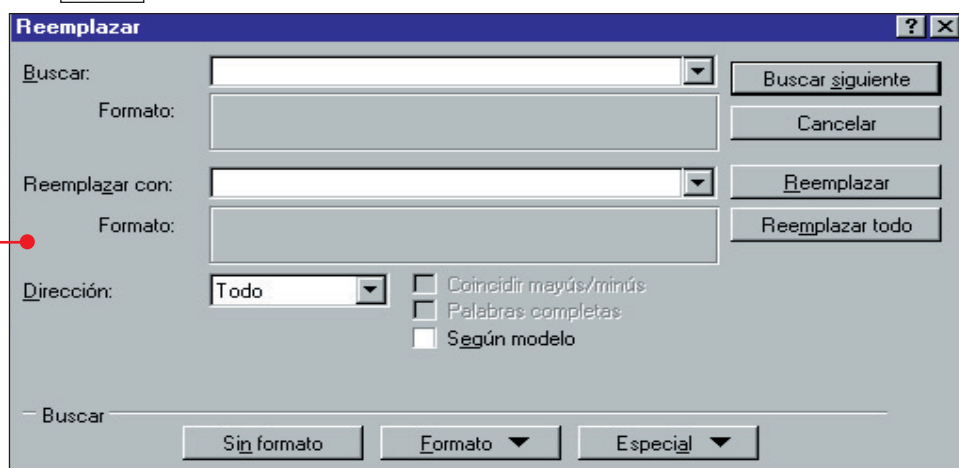 Reemplazar
Buscar:
Buscar siguiente
Formato:
Cancelar
Reemplazar con:
Reemplazar
Formato:
Reemplazar todo
Dirección:
Todo
Coincidir mayús/minús
Palabras completas
Según modelo
Buscar
Sin formato
Formato
Especial